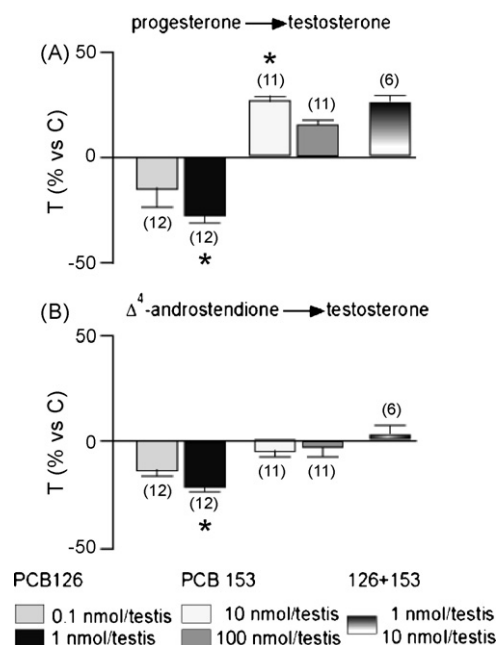 progesterone → testosterone
(A)
50
*
(11)
(11)
(6)
0
T (% vs C)
(12)
(12)
*
-50
(B)
Δ⁴-androstendione → testosterone
50
(6)
0
T (% vs C)
(12)
(12)
(11)
(11)
*
-50
PCB126 PCB 153 126+153
0.1 nmol/testis 10 nmol/testis 1 nmol/testis
1 nmol/testis 100 nmol/testis 10 nmol/testis